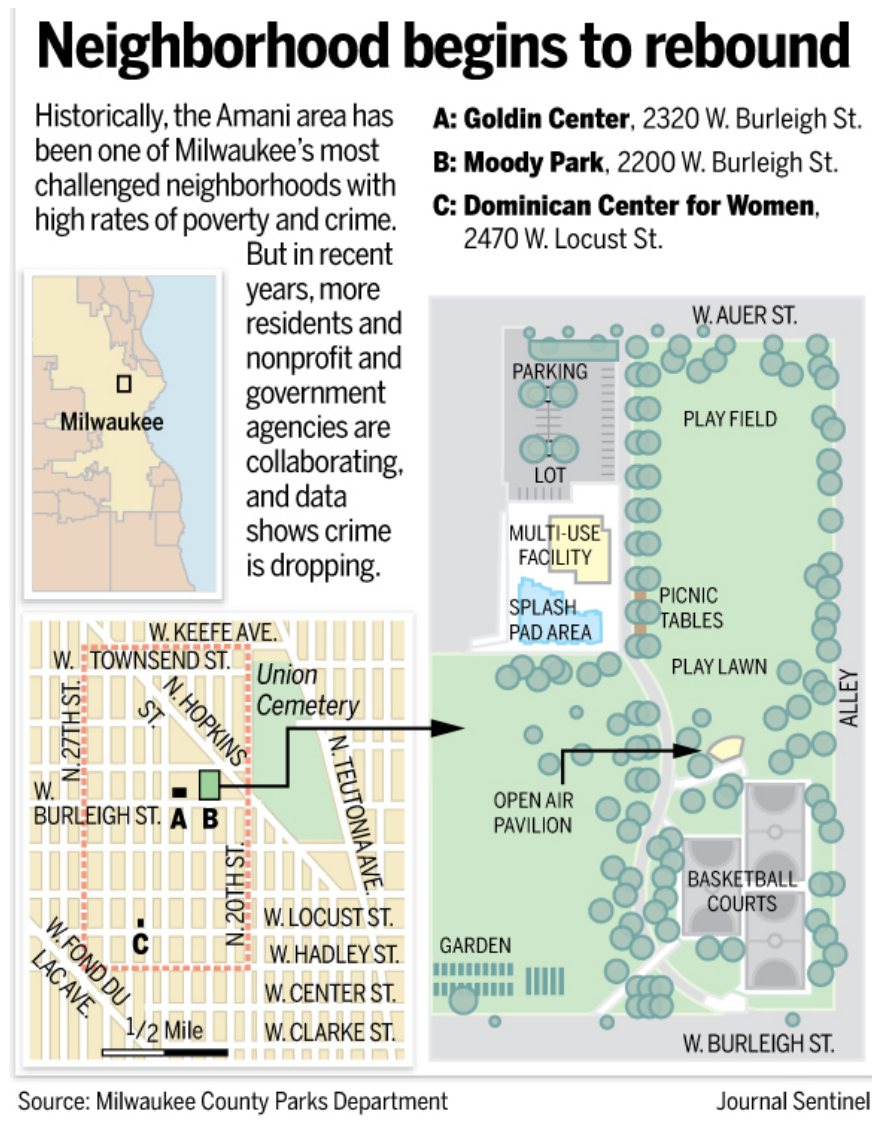 Neighborhood begins to rebound
Historically, the Amani area has
been one of Milwaukee's most
challenged neighborhoods with
high rates of poverty and crime.
But in recent
years, more
residents and
nonprofit and
government
agencies are
collaborating,
and data
shows crime
is dropping.
A: Goldin Center, 2320 W. Burleigh St.
B: Moody Park, 2200 W. Burleigh St.
C: Dominican Center for Women,
2470 W. Locust St.
Milwaukee
W. KEEFE AVE.
W. TOWNSEND ST.
N. 27TH ST.
N. HOPKINS
ST.
Union
Cemetery
N. TEUTONIA AVE.
W.
BURLEIGH ST.
A
B
N. 20TH ST.
C
W. LOCUST ST.
W. HADLEY ST.
W. CENTER ST.
W. CLARKE ST.
W. FOND DU
LAC AVE.
1/2 Mile
W. AUER ST.
PARKING
LOT
PLAY FIELD
MULTI-USE
FACILITY
SPLASH
PAD AREA
PICNIC
TABLES
PLAY LAWN
ALLEY
OPEN AIR
PAVILION
BASKETBALL
COURTS
GARDEN
W. BURLEIGH ST.
Source: Milwaukee County Parks Department
Journal Sentinel